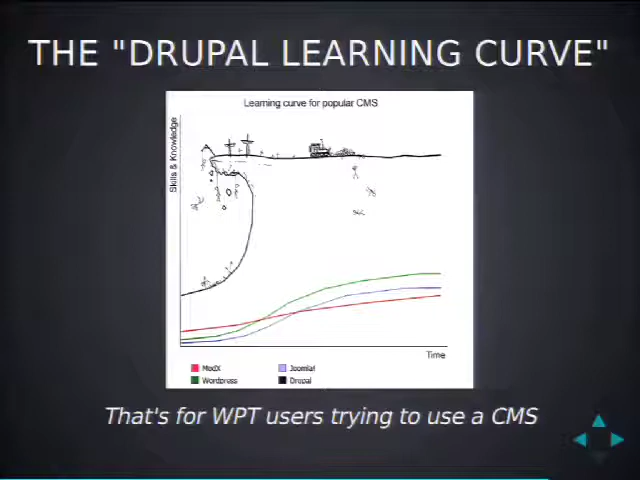 THE "DRUPAL LEARNING CURVE"
Learning curve for popular CMS
Skills & Knowledge
Time
ModX
Joomla!
Wordpress
Drupal
That's for WPT users trying to use a CMS